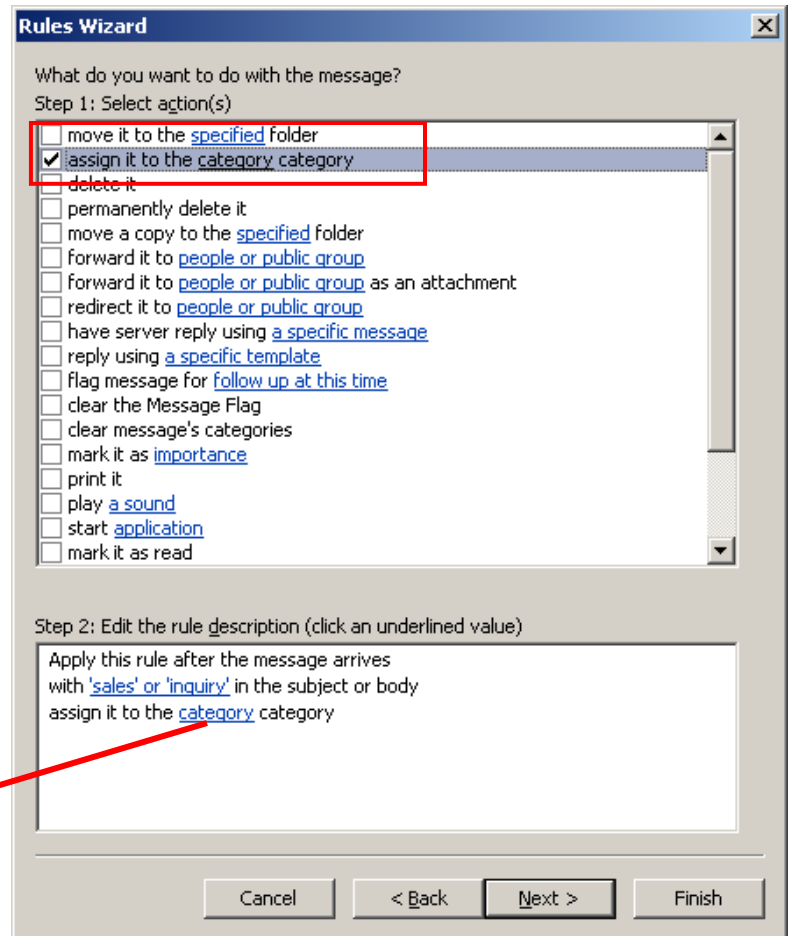 Rules Wizard
What do you want to do with the message?
Step 1: Select action(s)
move it to the specified folder
assign it to the category category
delete it
permanently delete it
move a copy to the specified folder
forward it to people or public group
forward it to people or public group as an attachment
redirect it to people or public group
have server reply using a specific message
reply using a specific template
flag message for follow up at this time
clear the Message Flag
clear message's categories
mark it as importance
print it
play a sound
start application
mark it as read
Step 2: Edit the rule description (click an underlined value)
Apply this rule after the message arrives
with 'sales' or 'inquiry' in the subject or body
assign it to the category category
Cancel < Back Next > Finish